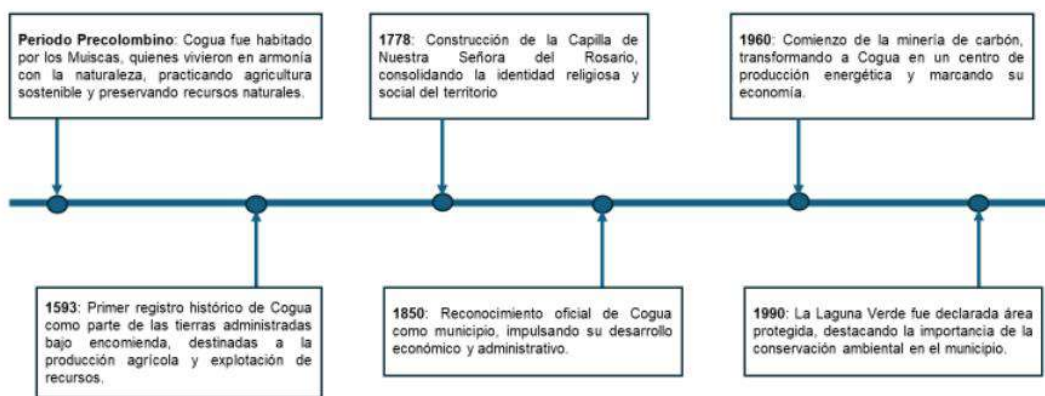 Periodo Precolombino: Cogua fue habitado
por los Muiscas, quienes vivieron en armonía
con la naturaleza, practicando agricultura
sostenible y preservando recursos naturales.
1778: Construcción de la Capilla de
Nuestra Señora del Rosario,
consolidando la identidad religiosa y
social del territorio
1960: Comienzo de la minería de carbón,
transformando a Cogua en un centro de
producción energética y marcando su
economía.
1593: Primer registro histórico de Cogua
como parte de las tierras administradas
bajo encomienda, destinadas a la
producción agrícola y explotación de
recursos.
1850: Reconocimiento oficial de Cogua
como municipio, impulsando su desarrollo
económico y administrativo.
1990: La Laguna Verde fue declarada área
protegida, destacando la importancia de la
conservación ambiental en el municipio.